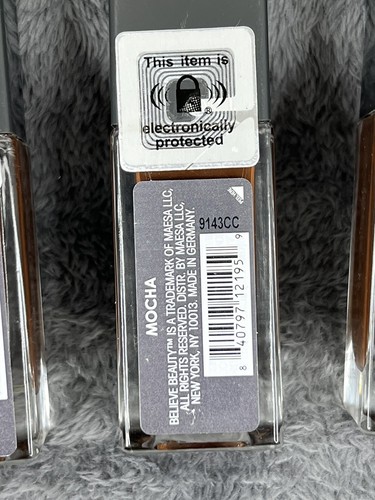 This item is
electronically
protected
MOCHA
BELIEVE BEAUTY™ IS A TRADEMARK OF MAESA LLC,
ALL RIGHTS RESERVED. DISTR. BY MAESA LLC,
NEW YORK, NY 10013. MADE IN GERMANY.
9143CC
8 40797 12195 9